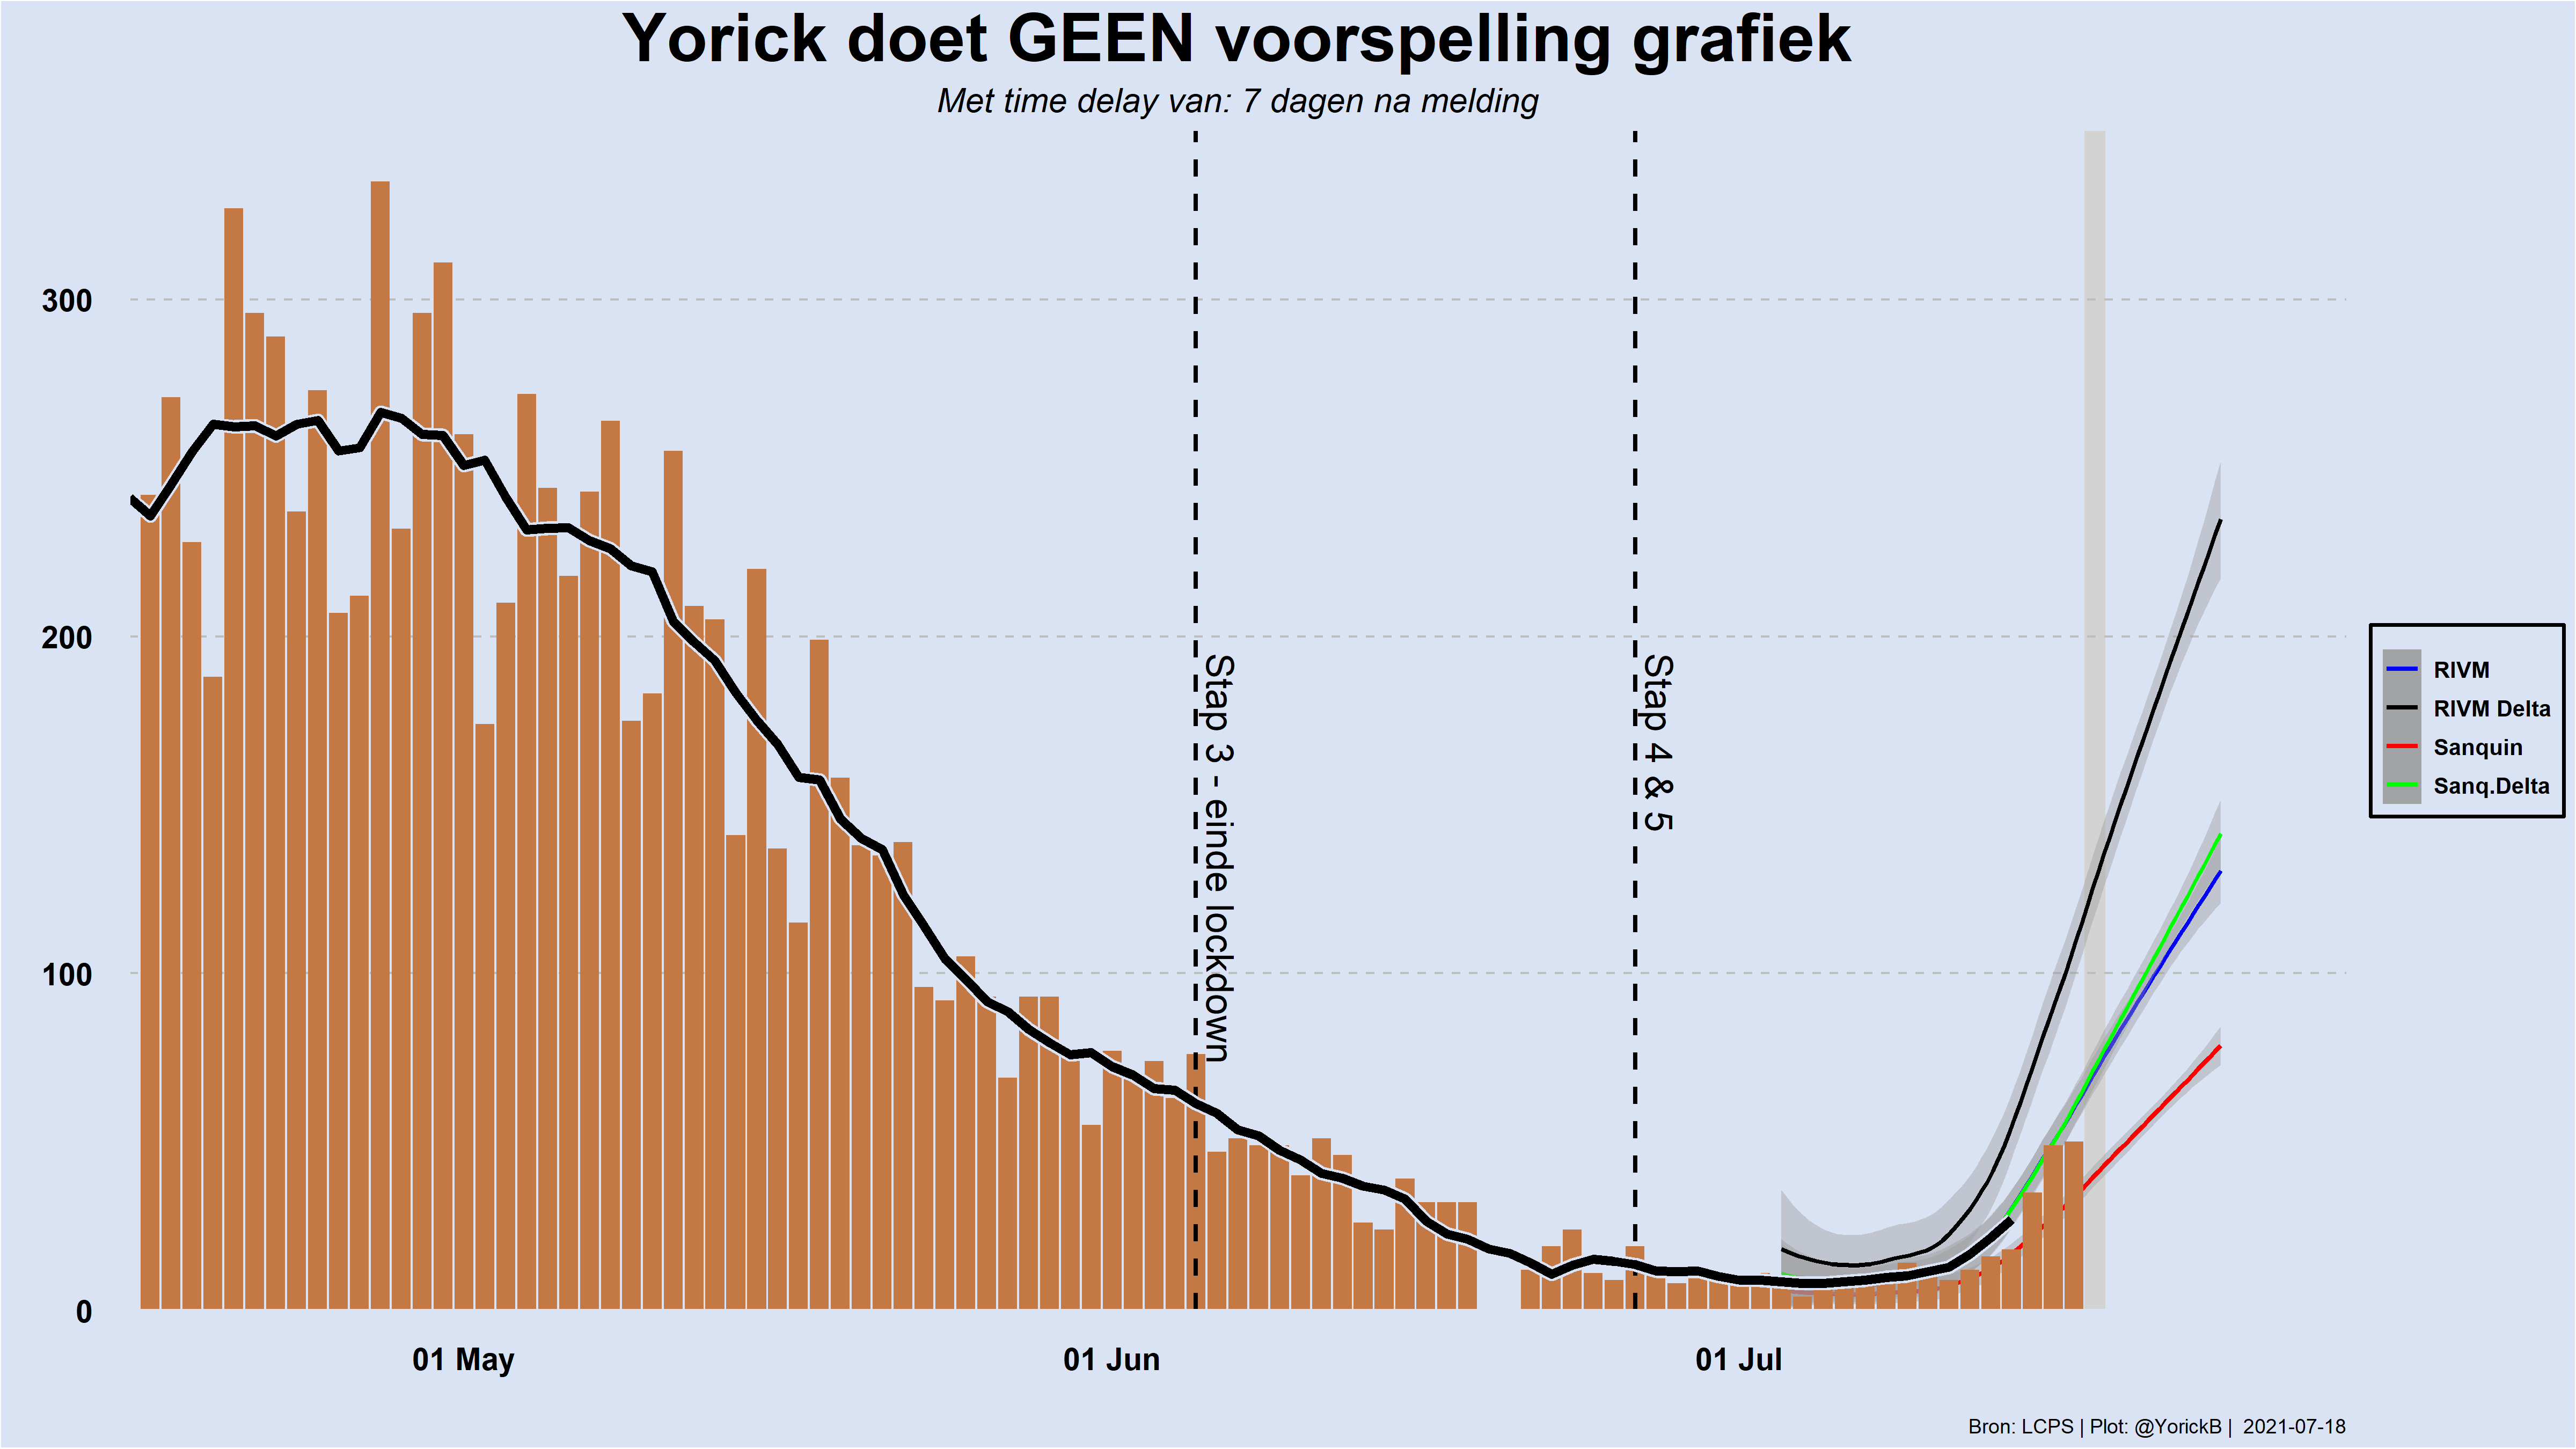 Yorick doet GEEN voorspelling grafiek
Met time delay van: 7 dagen na melding
300
200
100
0
Stap 3 - einde lockdown
Stap 4 & 5
RIVM
RIVM Delta
Sanquin
Sanq.Delta
01 May
01 Jun
01 Jul
Bron: LCPS | Plot: @YorickB | 2021-07-18